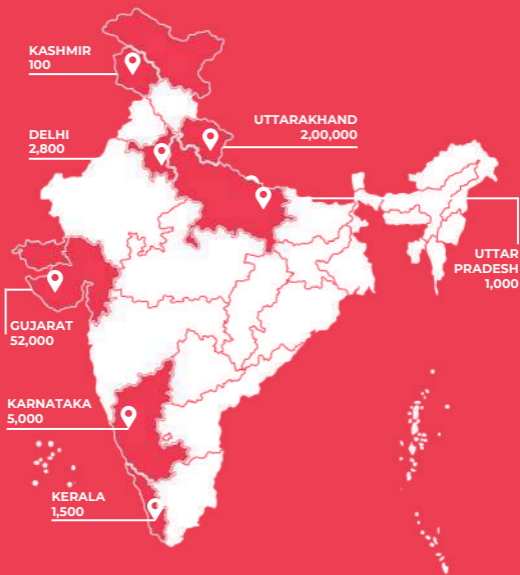 KASHMIR
100
UTTARAKHAND
2,00,000
DELHI
2,800
UTTAR
PRADESH
1,000
GUJARAT
52,000
KARNATAKA
5,000
KERALA
1,500